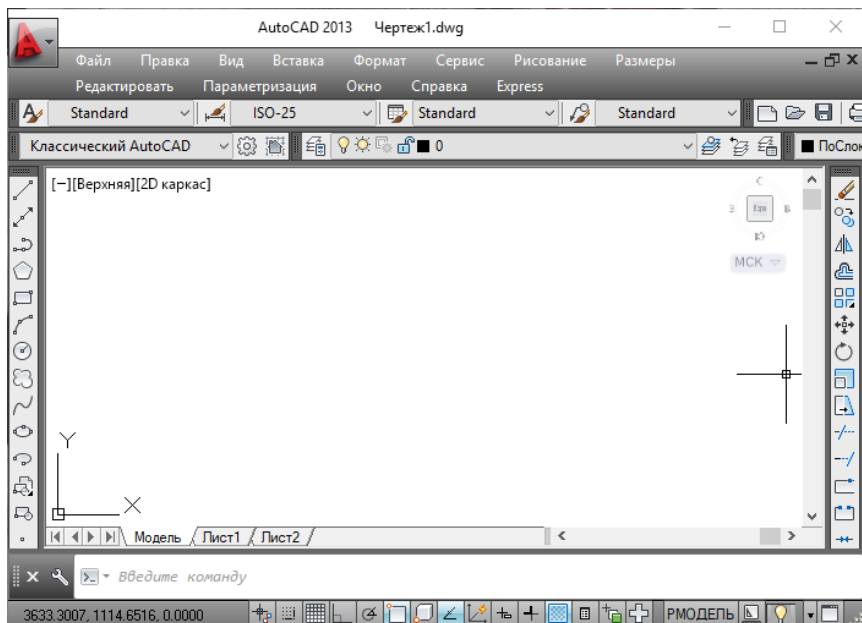 AutoCAD 2013 Чертеж1.dwg
Файл Правка Вид Вставка Формат Сервис Рисование Размеры
Редактировать Параметризация Окно Справка Express
Standard ISO-25 Standard Standard
Классический AutoCAD 0 ПоСлою
[−][Верхняя][2D каркас]
С
З В
Ю
МСК
Y
X
Модель Лист1 Лист2
Введите команду
3633.3007, 1114.6516, 0.0000 РМОДЕЛЬ